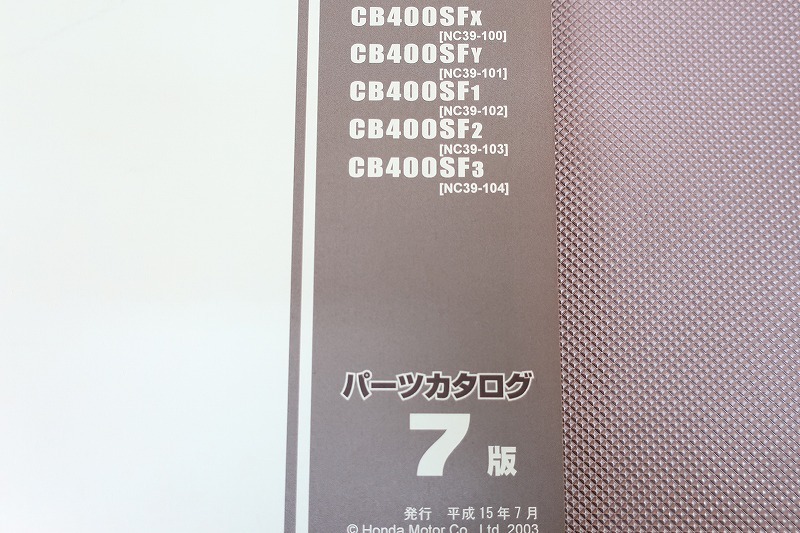 CB400SFX
[NC39-100]
CB400SFY
[NC39-101]
CB400SF1
[NC39-102]
CB400SF2
[NC39-103]
CB400SF3
[NC39-104]
パーツカタログ
7版
発行 平成15年7月
© Honda Motor Co., Ltd. 2003